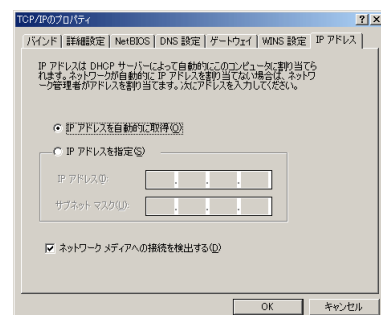 TCP/IPのプロパティ
バインド 詳細設定 NetBIOS DNS 設定 ゲートウェイ WINS 設定 IP アドレス
IP アドレスは DHCP サーバーによって自動的にこのコンピュータに割り当てら
れます。ネットワークが自動的に IP アドレスを割り当てない場合は、ネットワ
ーク管理者がアドレスを割り当てます。次にアドレスを入力してください。
IP アドレスを自動的に取得(O)
IP アドレスを指定(S)
IP アドレス(I):
サブネット マスク(U):
ネットワーク メディアへの接続を検出する(D)
OK キャンセル